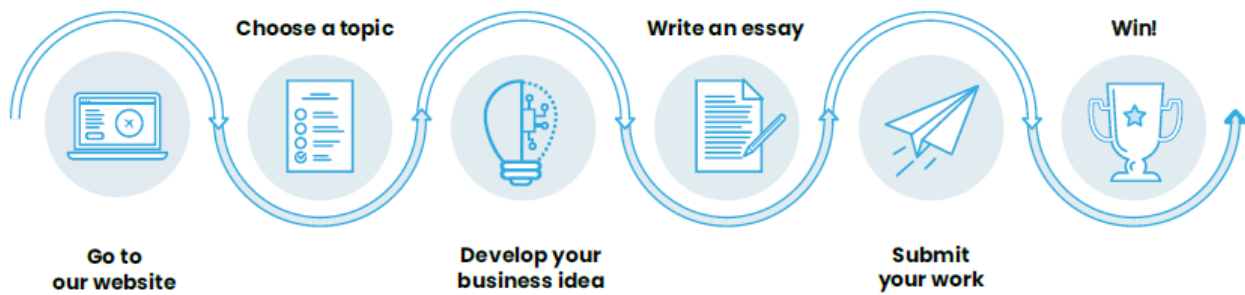 Go to
our website
Choose a topic
Develop your
business idea
Write an essay
Submit
your work
Win!